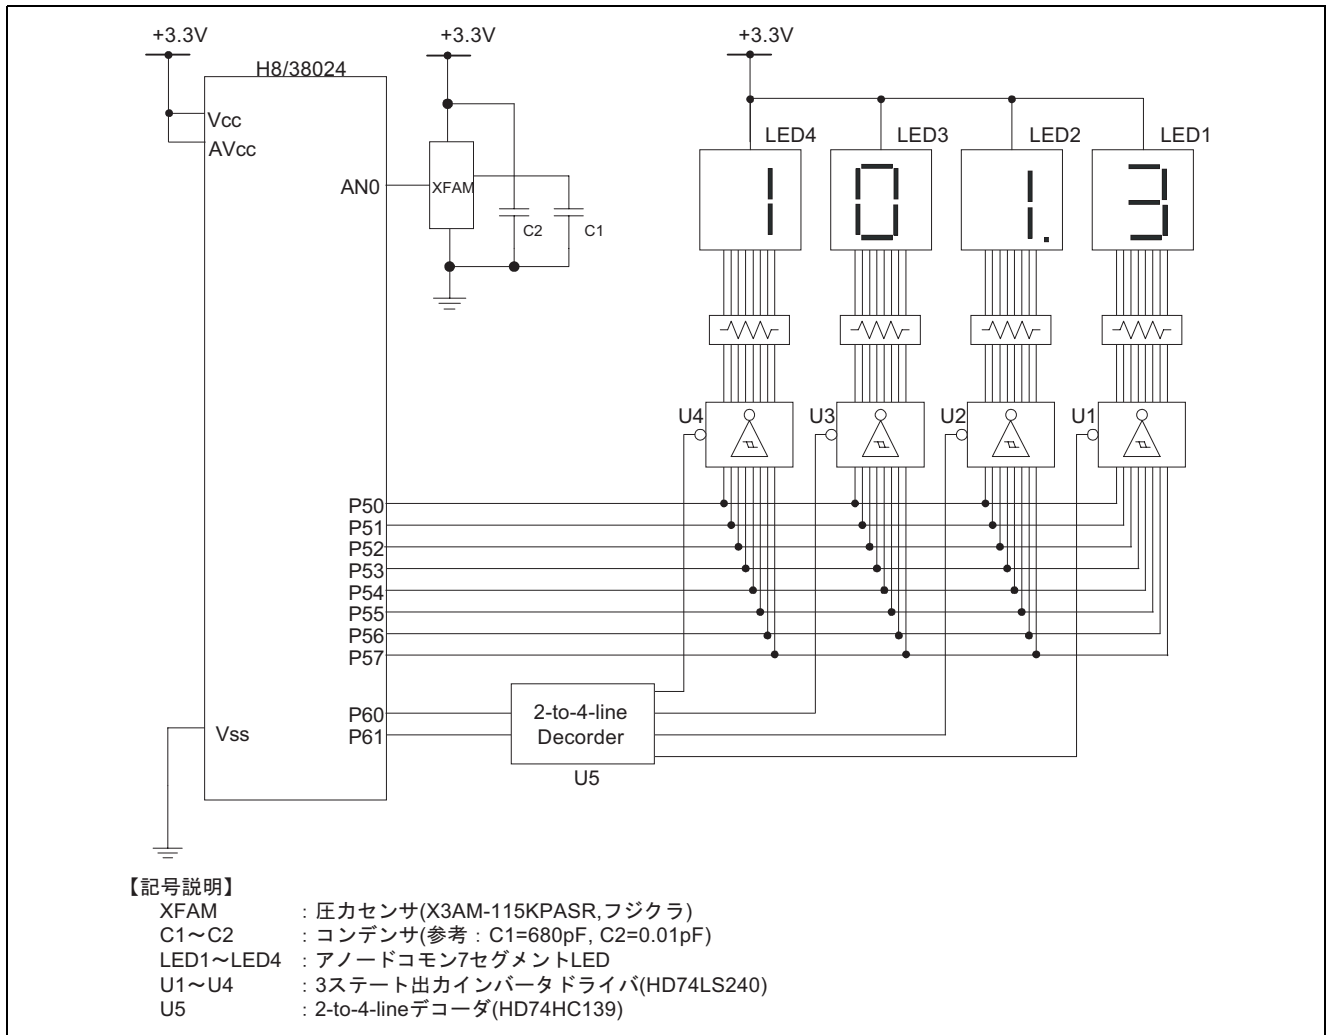 +3.3V
+3.3V
+3.3V
H8/38024
Vcc
AVcc
AN0
XFAM
C2
C1
LED4
LED3
LED2
LED1
1
0
1.
3
U4
U3
U2
U1
P50
P51
P52
P53
P54
P55
P56
P57
P60
P61
Vss
2-to-4-line
Decorder
U5
【記号説明】
XFAM : 圧力センサ(X3AM-115KPASR,フジクラ)
C1～C2 : コンデンサ(参考：C1=680pF, C2=0.01pF)
LED1～LED4 : アノードコモン7セグメントLED
U1～U4 : 3ステート出力インバータドライバ(HD74LS240)
U5 : 2-to-4-lineデコーダ(HD74HC139)